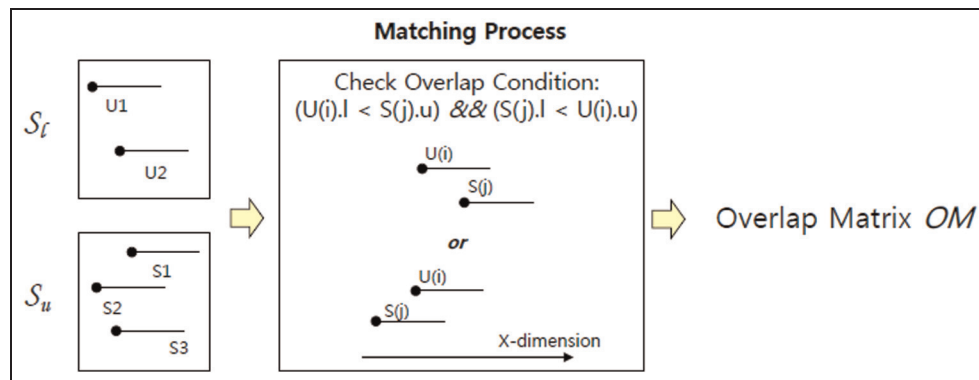 Matching Process
S_l
U1
U2
S_u
S1
S2
S3
Check Overlap Condition:
(U(i).l < S(j).u) && (S(j).l < U(i).u)
U(i)
S(j)
or
U(i)
S(j)
X-dimension
Overlap Matrix OM